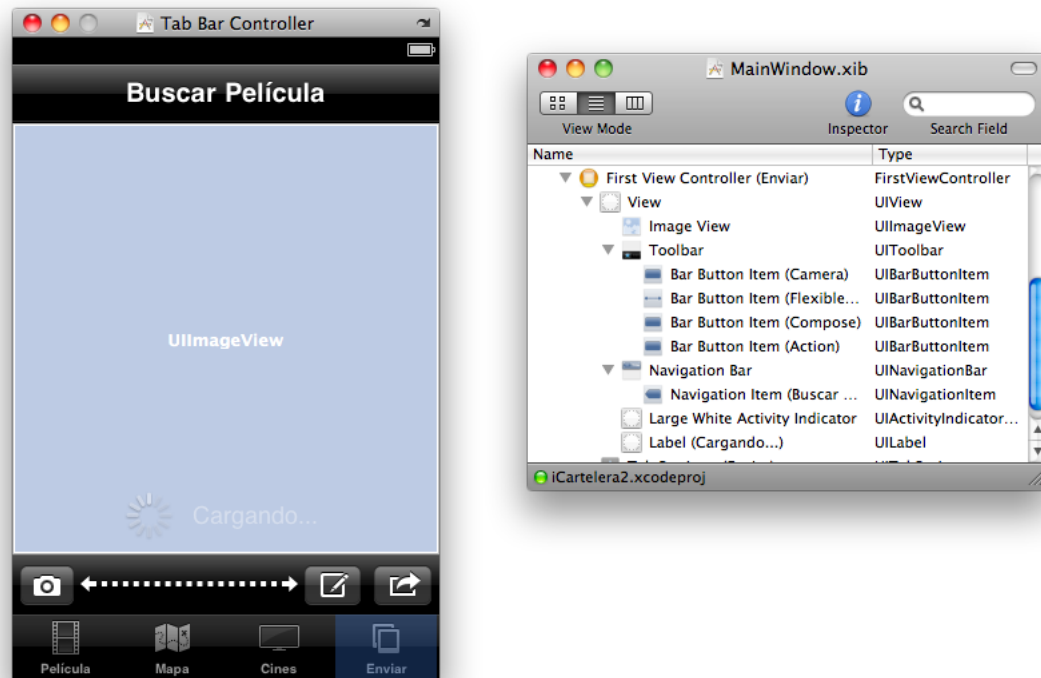 Tab Bar Controller
Buscar Película
UIImageView
Cargando...
Película Mapa Cines Enviar
MainWindow.xib
View Mode Inspector Search Field
Name Type
First View Controller (Enviar) FirstViewController
View UIView
Image View UIImageView
Toolbar UIToolbar
Bar Button Item (Camera) UIBarButtonItem
Bar Button Item (Flexible... UIBarButtonItem
Bar Button Item (Compose) UIBarButtonItem
Bar Button Item (Action) UIBarButtonItem
Navigation Bar UINavigationBar
Navigation Item (Buscar ... UINavigationItem
Large White Activity Indicator UIActivityIndicator...
Label (Cargando...) UILabel
iCartelera2.xcodeproj